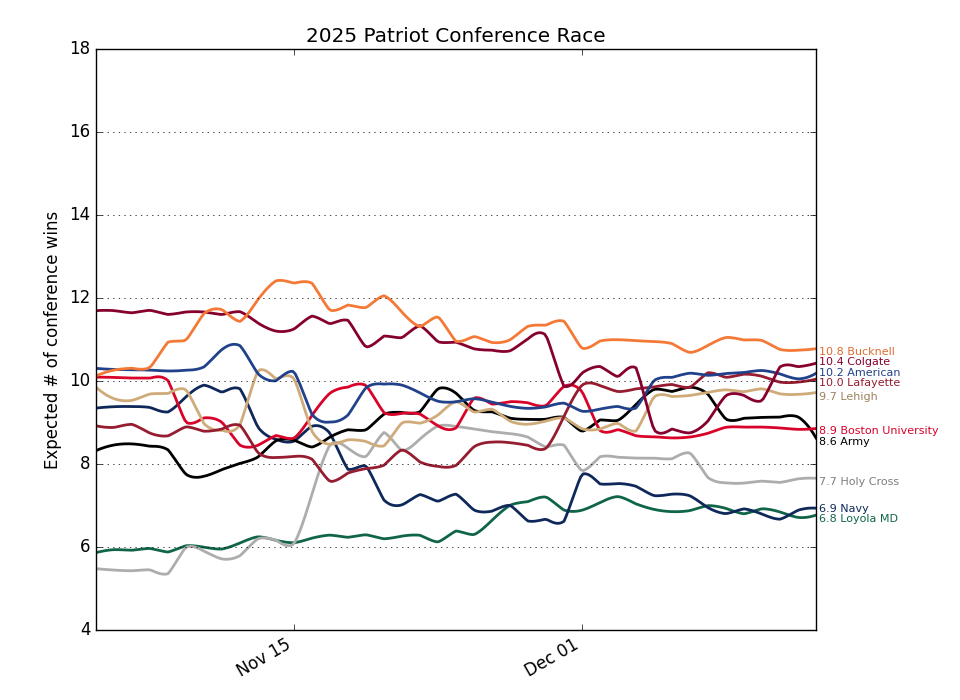 2025 Patriot Conference Race
Expected # of conference wins
18
16
14
12
10
8
6
4
Nov 15
Dec 01
10.8 Bucknell
10.4 Colgate
10.2 American
10.0 Lafayette
9.7 Lehigh
8.9 Boston University
8.6 Army
7.7 Holy Cross
6.9 Navy
6.8 Loyola MD